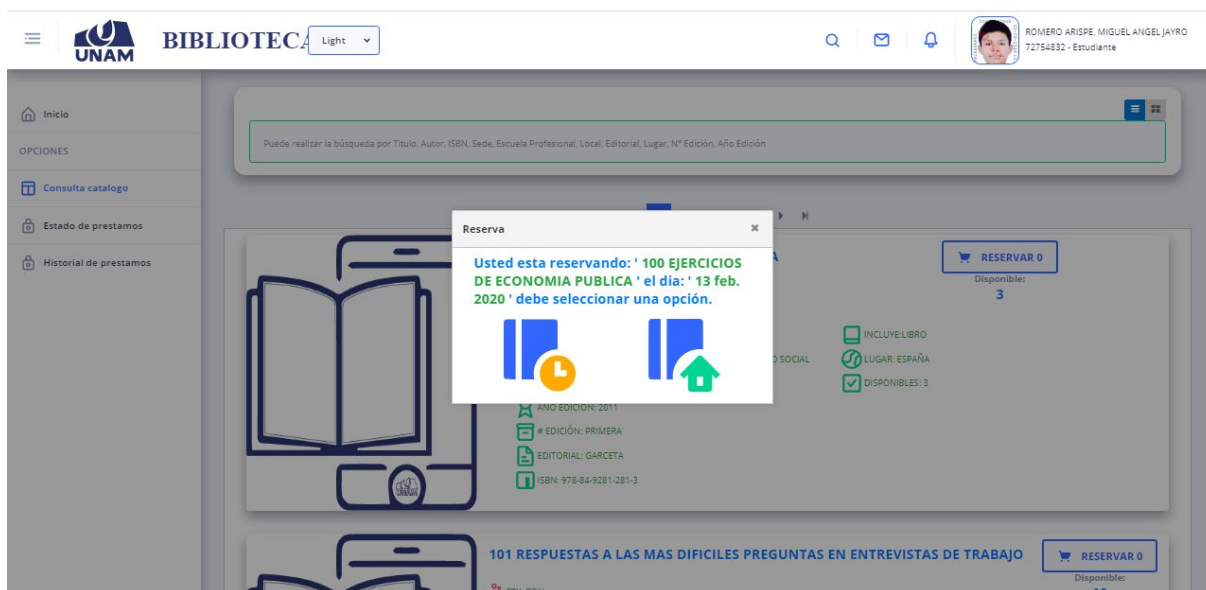 UNAM
BIBLIOTECA
Light
ROMERO ARISPE, MIGUEL ANGEL JAYRO
72754832 - Estudiante
Inicio
OPCIONES
Consulta catalogo
Estado de prestamos
Historial de prestamos
Puede realizar la búsqueda por Titulo, Autor, ISBN, Sede, Escuela Profesional, Local, Editorial, Lugar, N° Edición, Año Edición
Reserva
Usted esta reservando: ' 100 EJERCICIOS
DE ECONOMIA PUBLICA ' el dia: ' 13 feb.
2020 ' debe seleccionar una opción.
RESERVAR 0
Disponible:
3
INCLUYE:LIBRO
SOCIAL
LUGAR: ESPAÑA
DISPONIBLES: 3
AÑO EDICIÓN: 2011
# EDICIÓN: PRIMERA
EDITORIAL: GARCETA
ISBN: 978-84-9281-281-3
UNAM
101 RESPUESTAS A LAS MAS DIFICILES PREGUNTAS EN ENTREVISTAS DE TRABAJO
RESERVAR 0
Disponible: